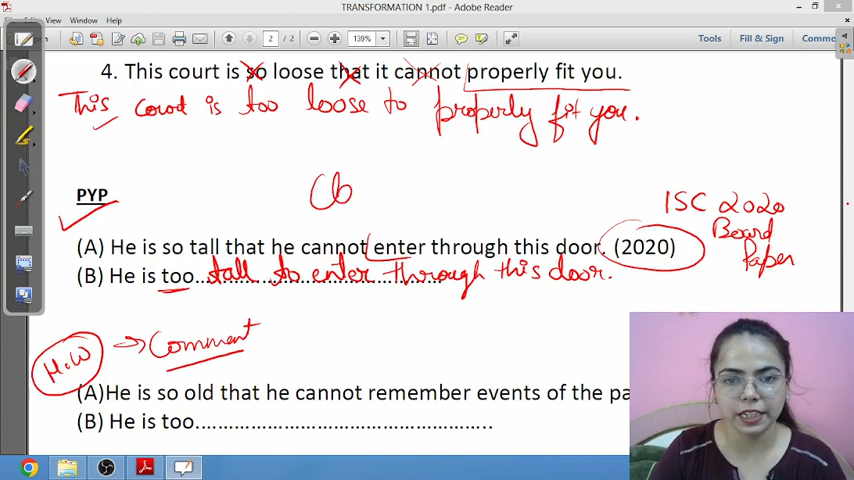 TRANSFORMATION 1.pdf - Adobe Reader
Edit View Window Help
2 / 2 139% Tools Fill & Sign Comme
4. This court is so loose that it cannot properly fit you.
This court is too loose to properly fit you.
PYP
ISC 2020
Board
Paper
(A) He is so tall that he cannot enter through this door. (2020)
(B) He is too tall to enter through this door.
H.W → Comment
(A)He is so old that he cannot remember events of the pa
(B) He is too.......................................................